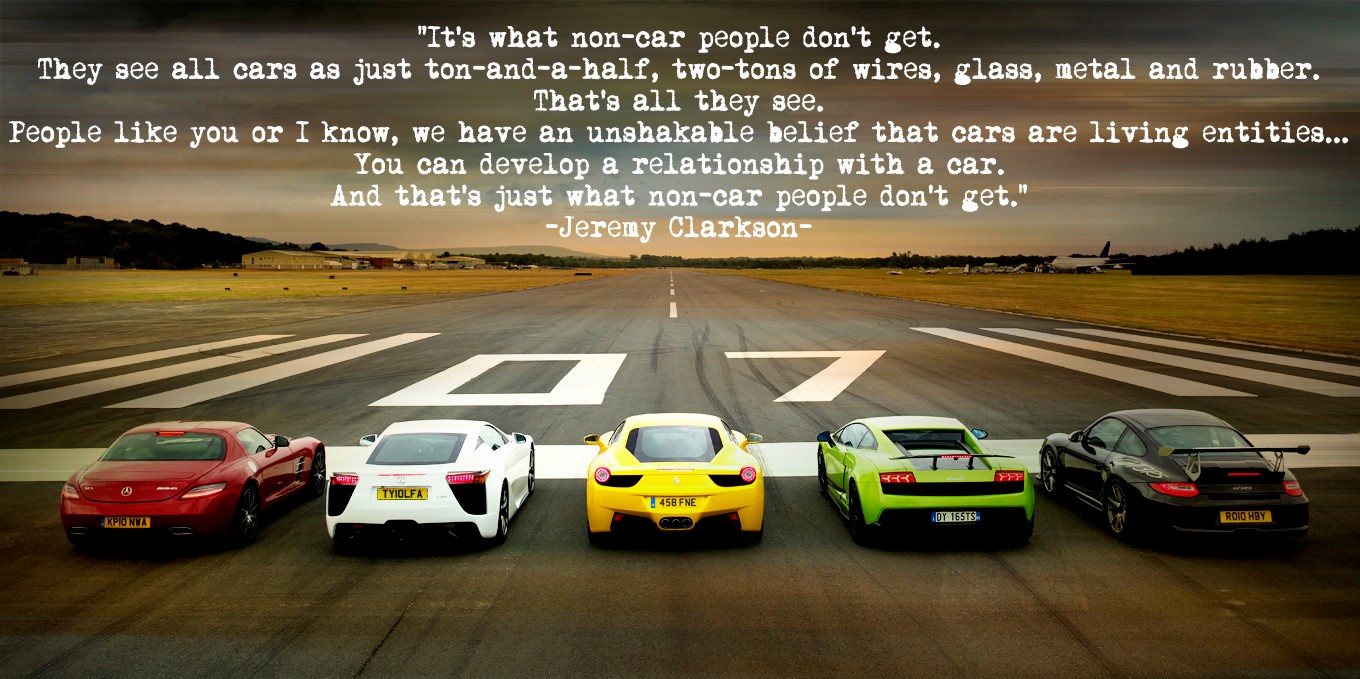 "It's what non-car people don't get.
They see all cars as just ton-and-a-half, two-tons of wires, glass, metal and rubber.
That's all they see.
People like you or I know, we have an unshakable belief that cars are living entities...
You can develop a relationship with a car.
And that's just what non-car people don't get."
-Jeremy Clarkson-
07
KP10 NWA
TY10LFA
458 FNE
DY 165TS
RO10 HBY